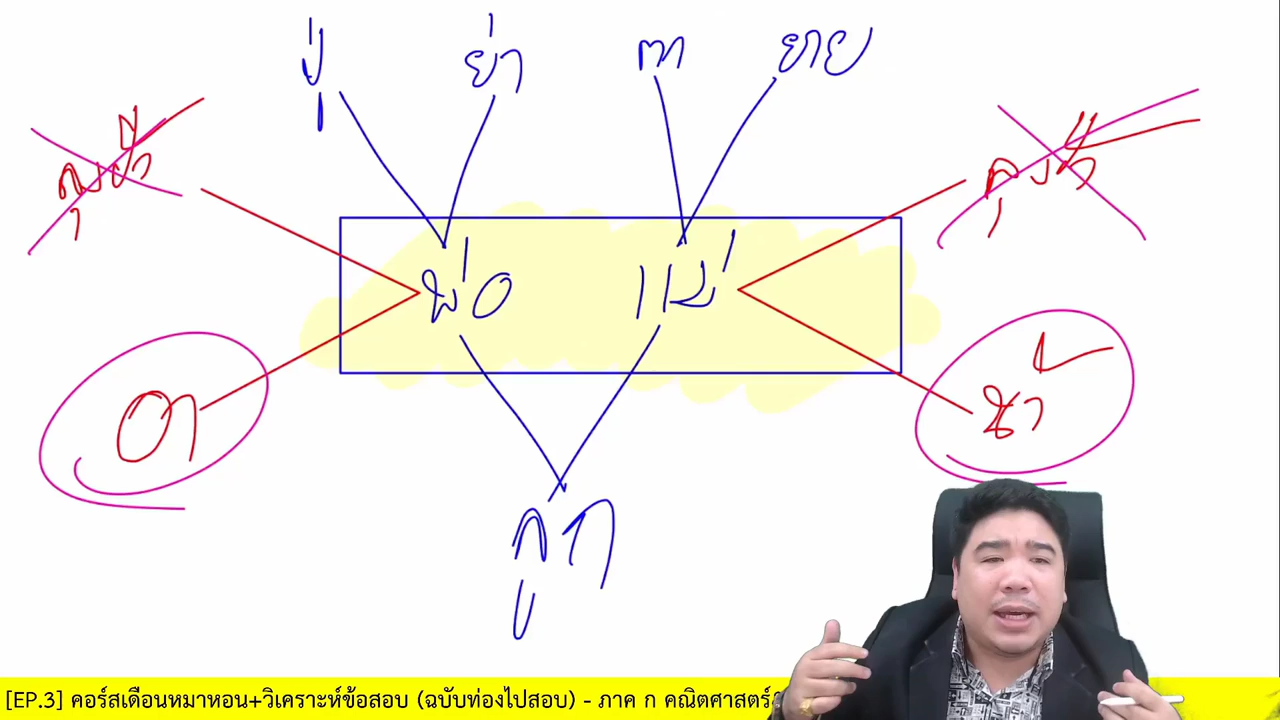 ปู่ ย่า ตา ยาย
ลุงป้า ลุงป้า
พ่อ แม่
อา น้า
ลูก
[EP.3] คอร์สเดือนหมาหอน+วิเคราะห์ข้อสอบ (ฉบับท่องไปสอบ) - ภาค ก คณิตศาสตร์